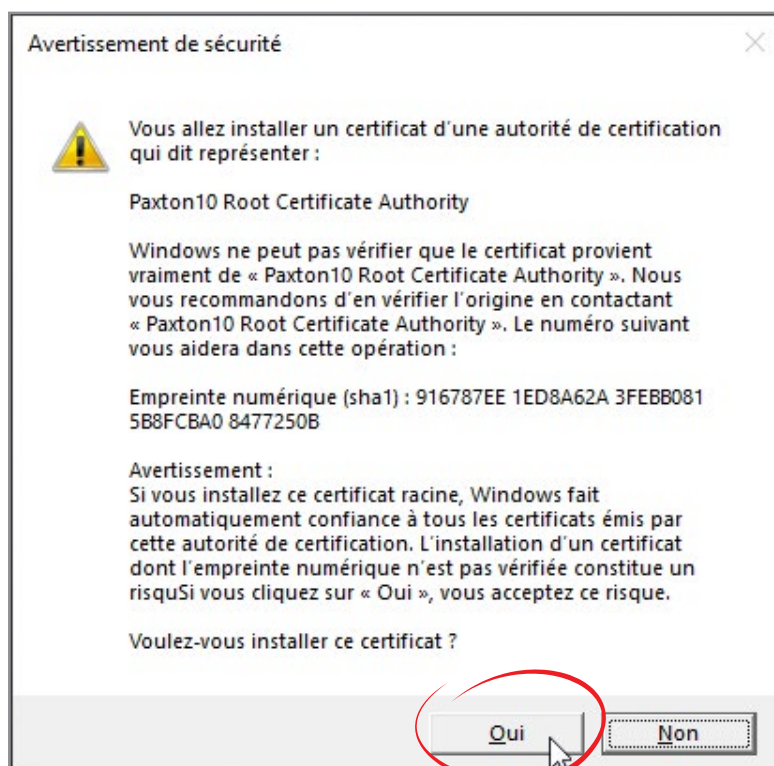 Avertissement de sécurité
Vous allez installer un certificat d'une autorité de certification
qui dit représenter :
Paxton10 Root Certificate Authority
Windows ne peut pas vérifier que le certificat provient
vraiment de « Paxton10 Root Certificate Authority ». Nous
vous recommandons d'en vérifier l'origine en contactant
« Paxton10 Root Certificate Authority ». Le numéro suivant
vous aidera dans cette opération :
Empreinte numérique (sha1) : 916787EE 1ED8A62A 3FEBB081
5B8FCBA0 8477250B
Avertissement :
Si vous installez ce certificat racine, Windows fait
automatiquement confiance à tous les certificats émis par
cette autorité de certification. L'installation d'un certificat
dont l'empreinte numérique n'est pas vérifiée constitue un
risquSi vous cliquez sur « Oui », vous acceptez ce risque.
Voulez-vous installer ce certificat ?
Oui Non